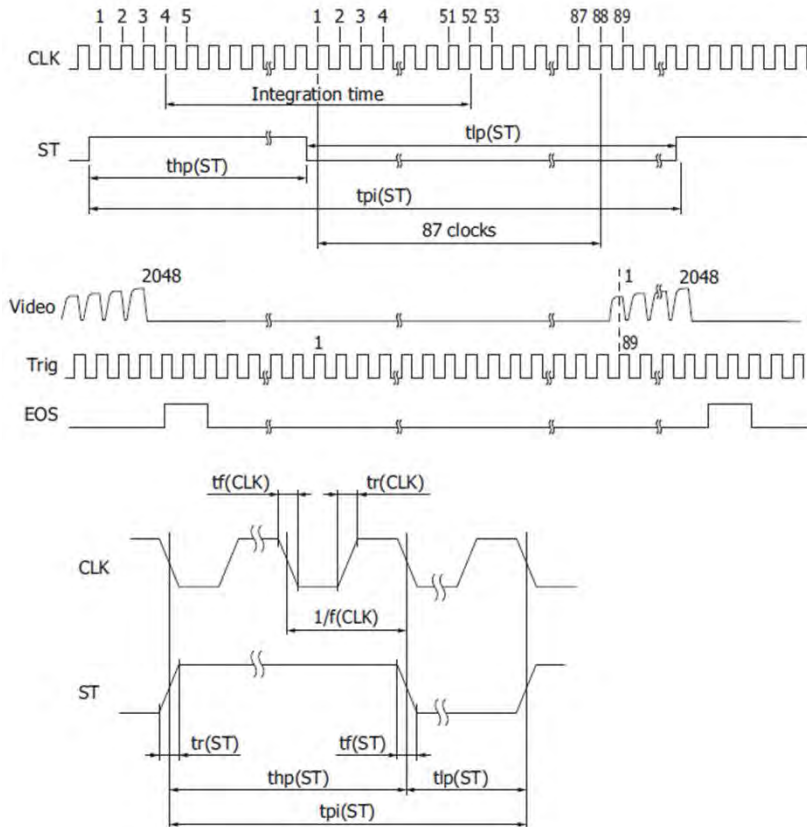 1 2 3 4 5 1 2 3 4 51 52 53 87 88 89
CLK
Integration time
tlp(ST)
ST
thp(ST)
tpi(ST)
87 clocks
2048 1 2048
Video
1 89
Trig
EOS
tf(CLK) tr(CLK)
CLK
1/f(CLK)
ST
tr(ST) tf(ST)
thp(ST) tlp(ST)
tpi(ST)